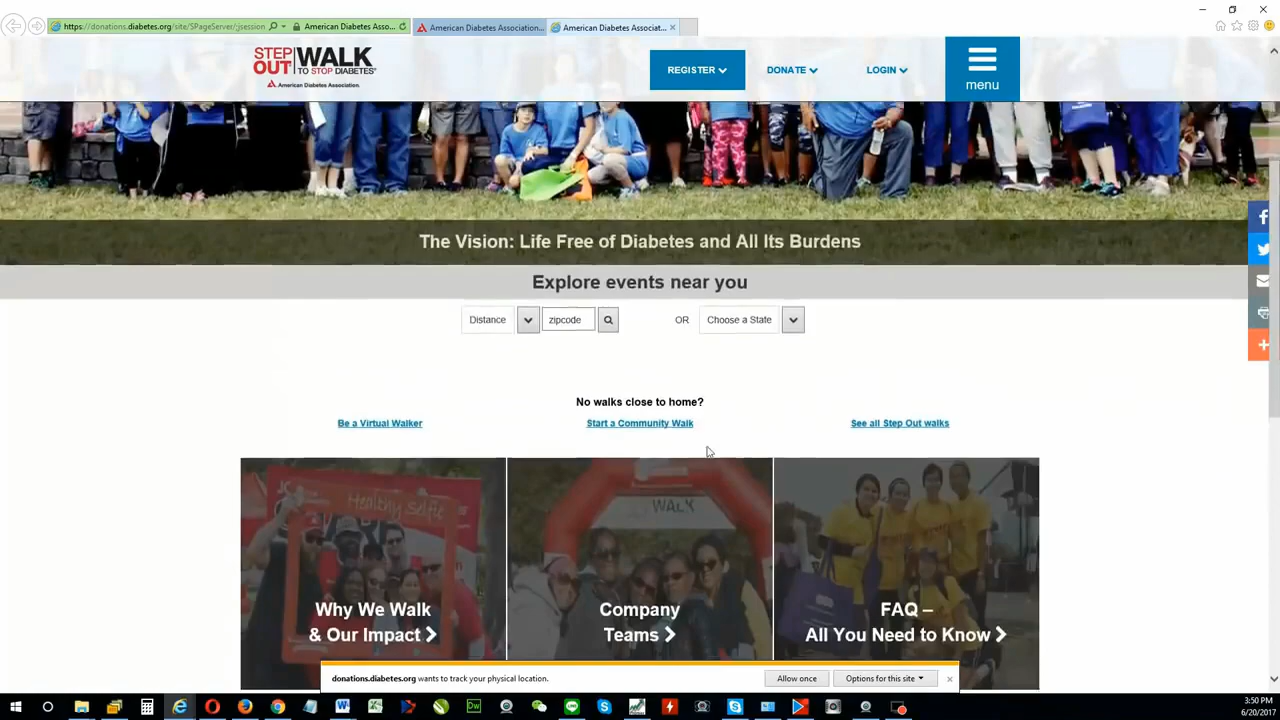 https://donations.diabetes.org/site/SPageServer/;jsession
American Diabetes Asso...
American Diabetes Association...
American Diabetes Associat...
STEP OUT WALK
TO STOP DIABETES®
American Diabetes Association.
REGISTER
DONATE
LOGIN
menu
The Vision: Life Free of Diabetes and All Its Burdens
Explore events near you
Distance
zipcode
OR
Choose a State
No walks close to home?
Be a Virtual Walker
Start a Community Walk
See all Step Out walks
Healthy Selfie
WALK
Why We Walk
& Our Impact
Company
Teams
FAQ –
All You Need to Know
donations.diabetes.org wants to track your physical location.
Allow once
Options for this site
3:50 PM
6/20/2017